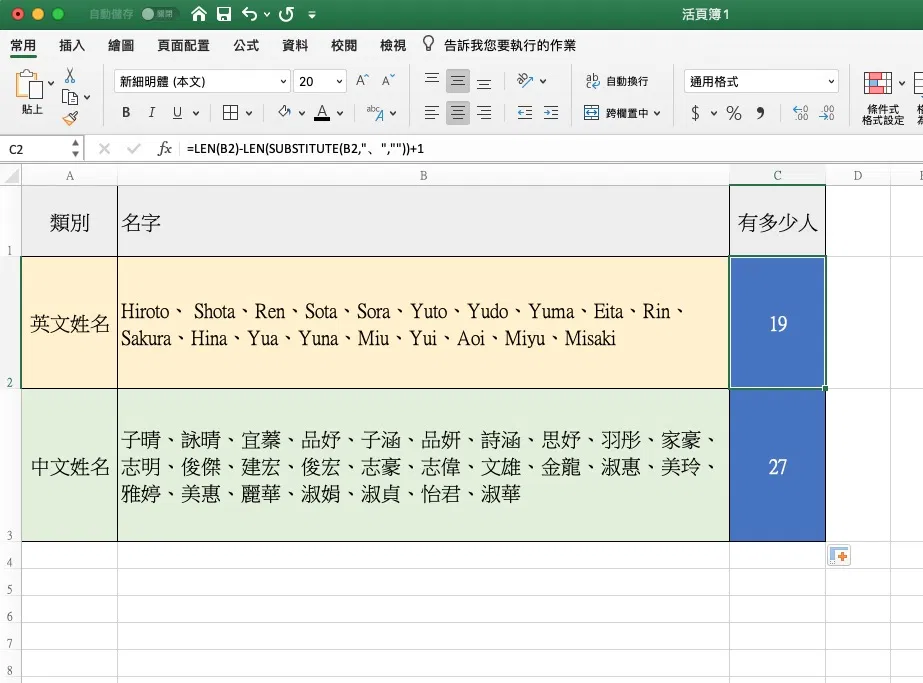 自動儲存 關閉 活頁簿1
常用 插入 繪圖 頁面配置 公式 資料 校閱 檢視 告訴我您要執行的作業
貼上 新細明體 (本文) 20 A A ab 自動換行 通用格式
B I U A abc A 跨欄置中 $ % 條件式
格式設定
C2 fx =LEN(B2)-LEN(SUBSTITUTE(B2,"、",""))+1
A B C D
1 類別 名字 有多少人
2 英文姓名 Hiroto、 Shota、Ren、Sota、Sora、Yuto、Yudo、Yuma、Eita、Rin、
Sakura、Hina、Yua、Yuna、Miu、Yui、Aoi、Miyu、Misaki 19
3 中文姓名 子晴、詠晴、宜蓁、品妤、子涵、品妍、詩涵、思妤、羽彤、家豪、
志明、俊傑、建宏、俊宏、志豪、志偉、文雄、金龍、淑惠、美玲、
雅婷、美惠、麗華、淑娟、淑貞、怡君、淑華 27
4
5
6
7
8